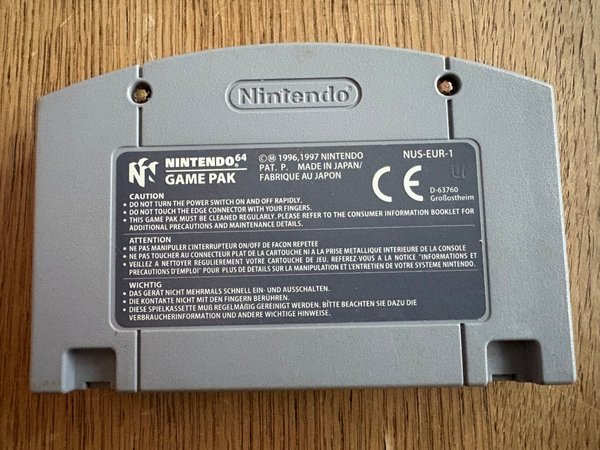 Nintendo®
NINTENDO64
GAME PAK
©Ⓜ 1996,1997 NINTENDO
PAT. P. MADE IN JAPAN/
FABRIQUE AU JAPON
NUS-EUR-1
CE
D-63760
Großostheim
CAUTION
• DO NOT TURN THE POWER SWITCH ON AND OFF RAPIDLY.
• DO NOT TOUCH THE EDGE CONNECTOR WITH YOUR FINGERS.
• THIS GAME PAK MUST BE CLEANED REGULARLY. PLEASE REFER TO THE CONSUMER INFORMATION BOOKLET FOR
ADDITIONAL PRECAUTIONS AND MAINTENANCE DETAILS.
ATTENTION
• NE PAS MANIPULER L'INTERRUPTEUR ON/OFF DE FACON REPETEE
• NE PAS TOUCHER AU CONNECTEUR PLAT DE LA CARTOUCHE NI A LA PRISE METALLIQUE INTERIEURE DE LA CONSOLE
• VEILLEZ A NETTOYER REGULIEREMENT VOTRE CARTOUCHE DE JEU. REFEREZ-VOUS A LA NOTICE "INFORMATIONS ET
PRECAUTIONS D'EMPLOI" POUR PLUS DE DETAILS SUR LA MANIPULATION ET L'ENTRETIEN DE VOTRE SYSTEME NINTENDO.
WICHTIG
• DAS GERÄT NICHT MEHRMALS SCHNELL EIN- UND AUSSCHALTEN.
• DIE KONTAKTE NICHT MIT DEN FINGERN BERÜHREN.
• DIESE SPIELKASSETTE MUß REGELMÄßIG GEREINIGT WERDEN. BITTE BEACHTEN SIE DAZU DIE
VERBRAUCHERINFORMATION UND ANDERE WICHTIGE HINWEISE.